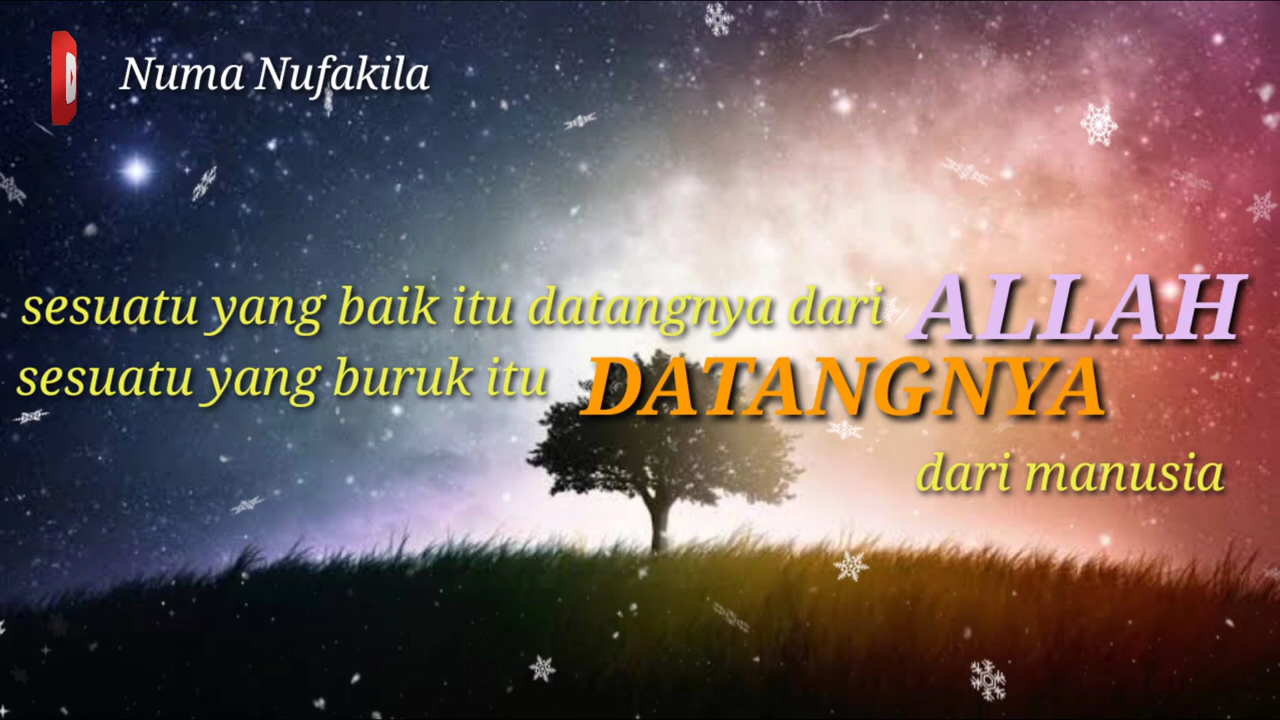 Numa Nufakila
sesuatu yang baik itu datangnya dari ALLAH
sesuatu yang buruk itu DATANGNYA
dari manusia